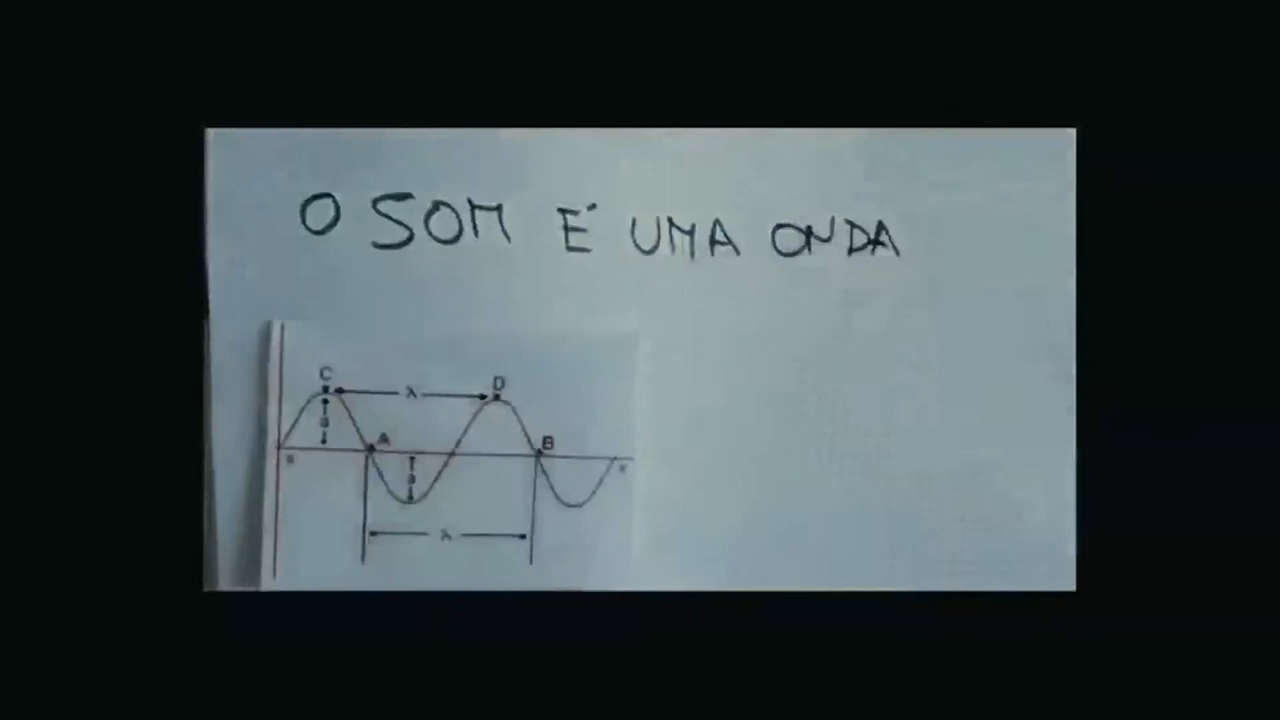 O SOM É UMA ONDA
C λ D
a
A B
x x
a
λ